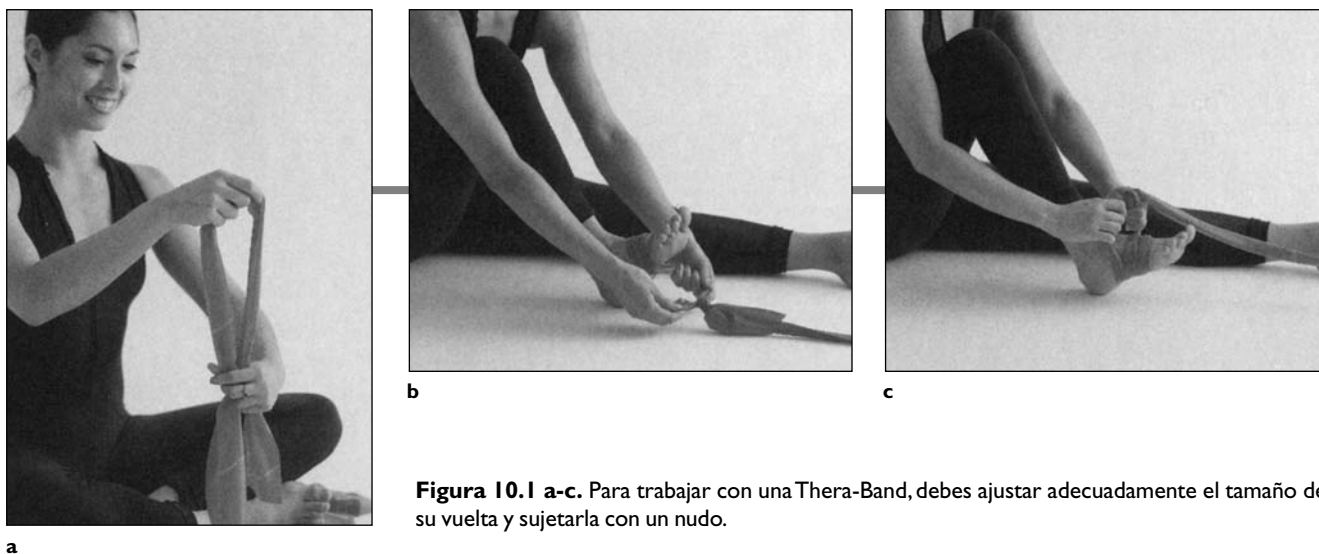 b
c
Figura 10.1 a-c. Para trabajar con una Thera-Band, debes ajustar adecuadamente el tamaño de
su vuelta y sujetarla con un nudo.
a